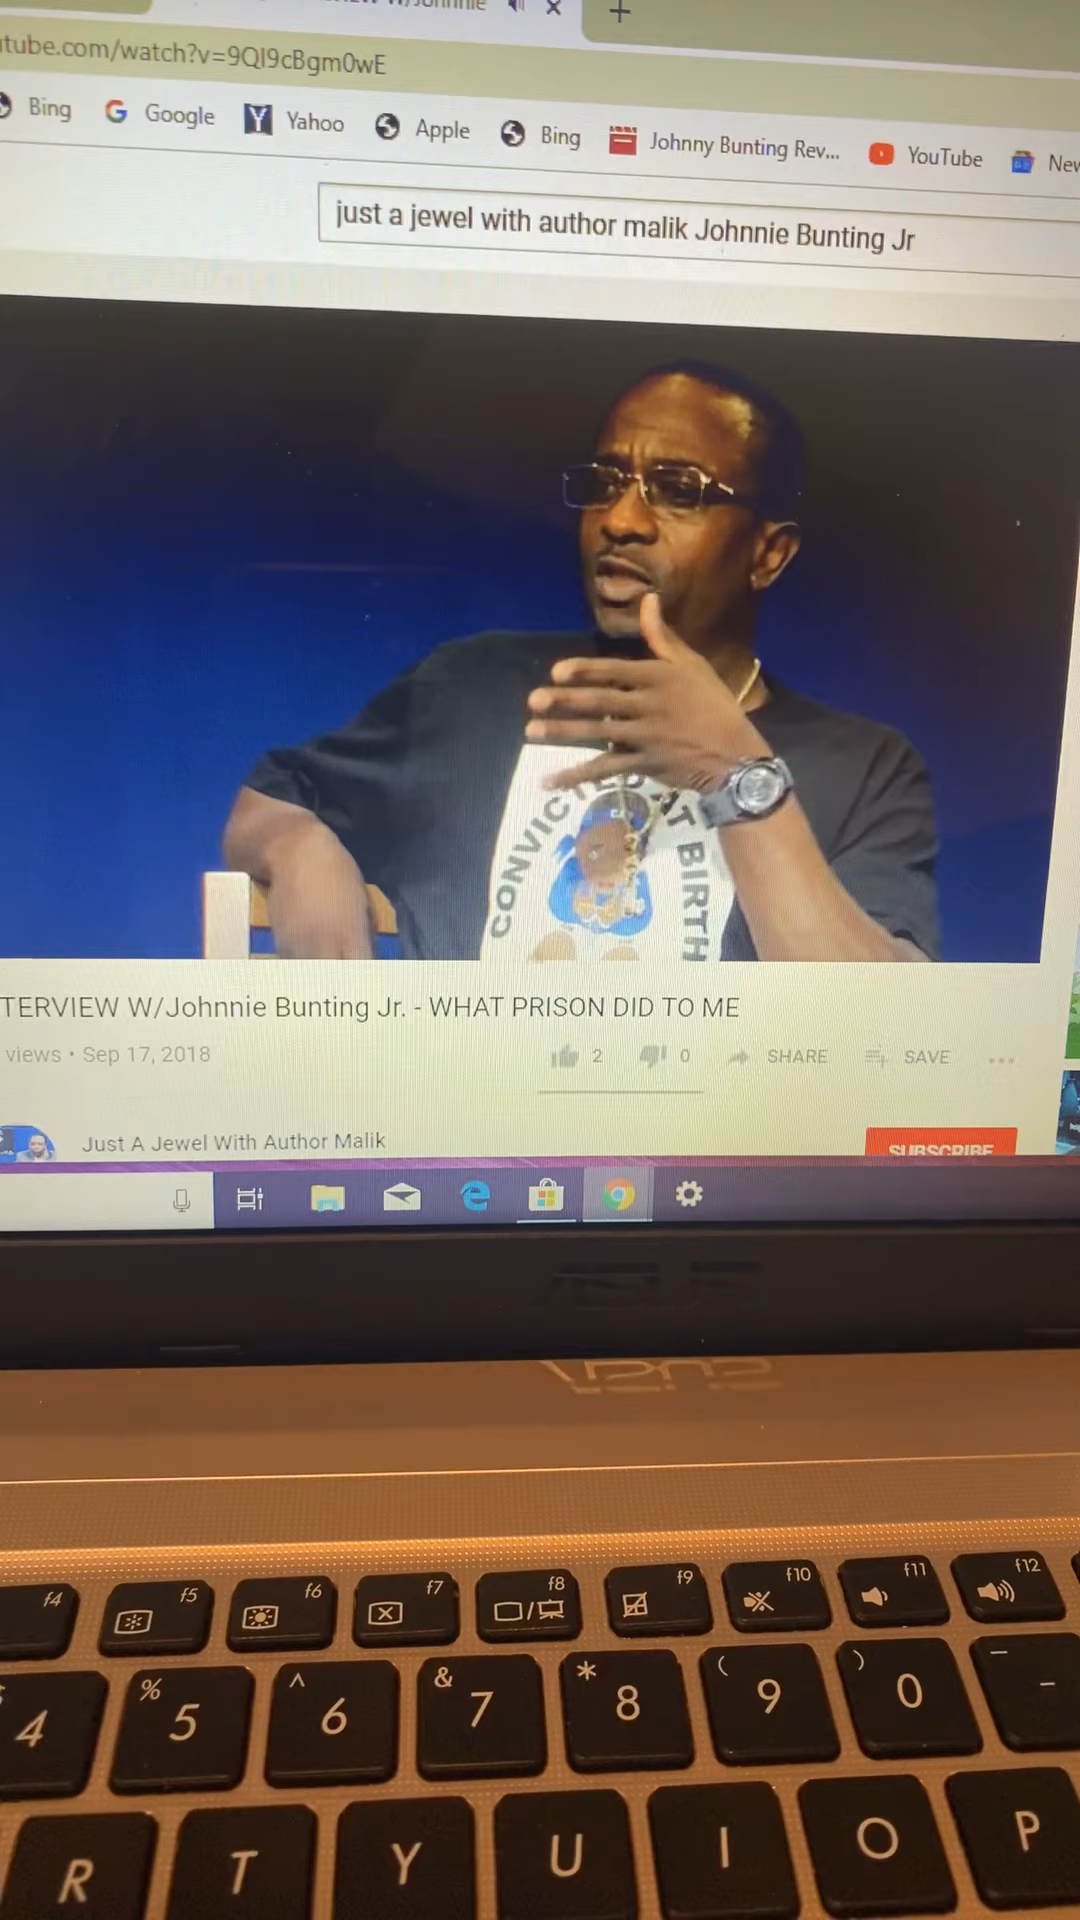 tube.com/watch?v=9QI9cBgm0wE
Bing Google Yahoo Apple Bing Johnny Bunting Rev... YouTube New
just a jewel with author malik Johnnie Bunting Jr
CONVICTED AT BIRTH
TERVIEW W/Johnnie Bunting Jr. - WHAT PRISON DID TO ME
views • Sep 17, 2018 2 0 SHARE SAVE ...
Just A Jewel With Author Malik SUBSCRIBE
f4 f5 f6 f7 f8 f9 f10 f11 f12
4 % 5 ^ 6 & 7 * 8 ( 9 ) 0 -
R T Y U I O P